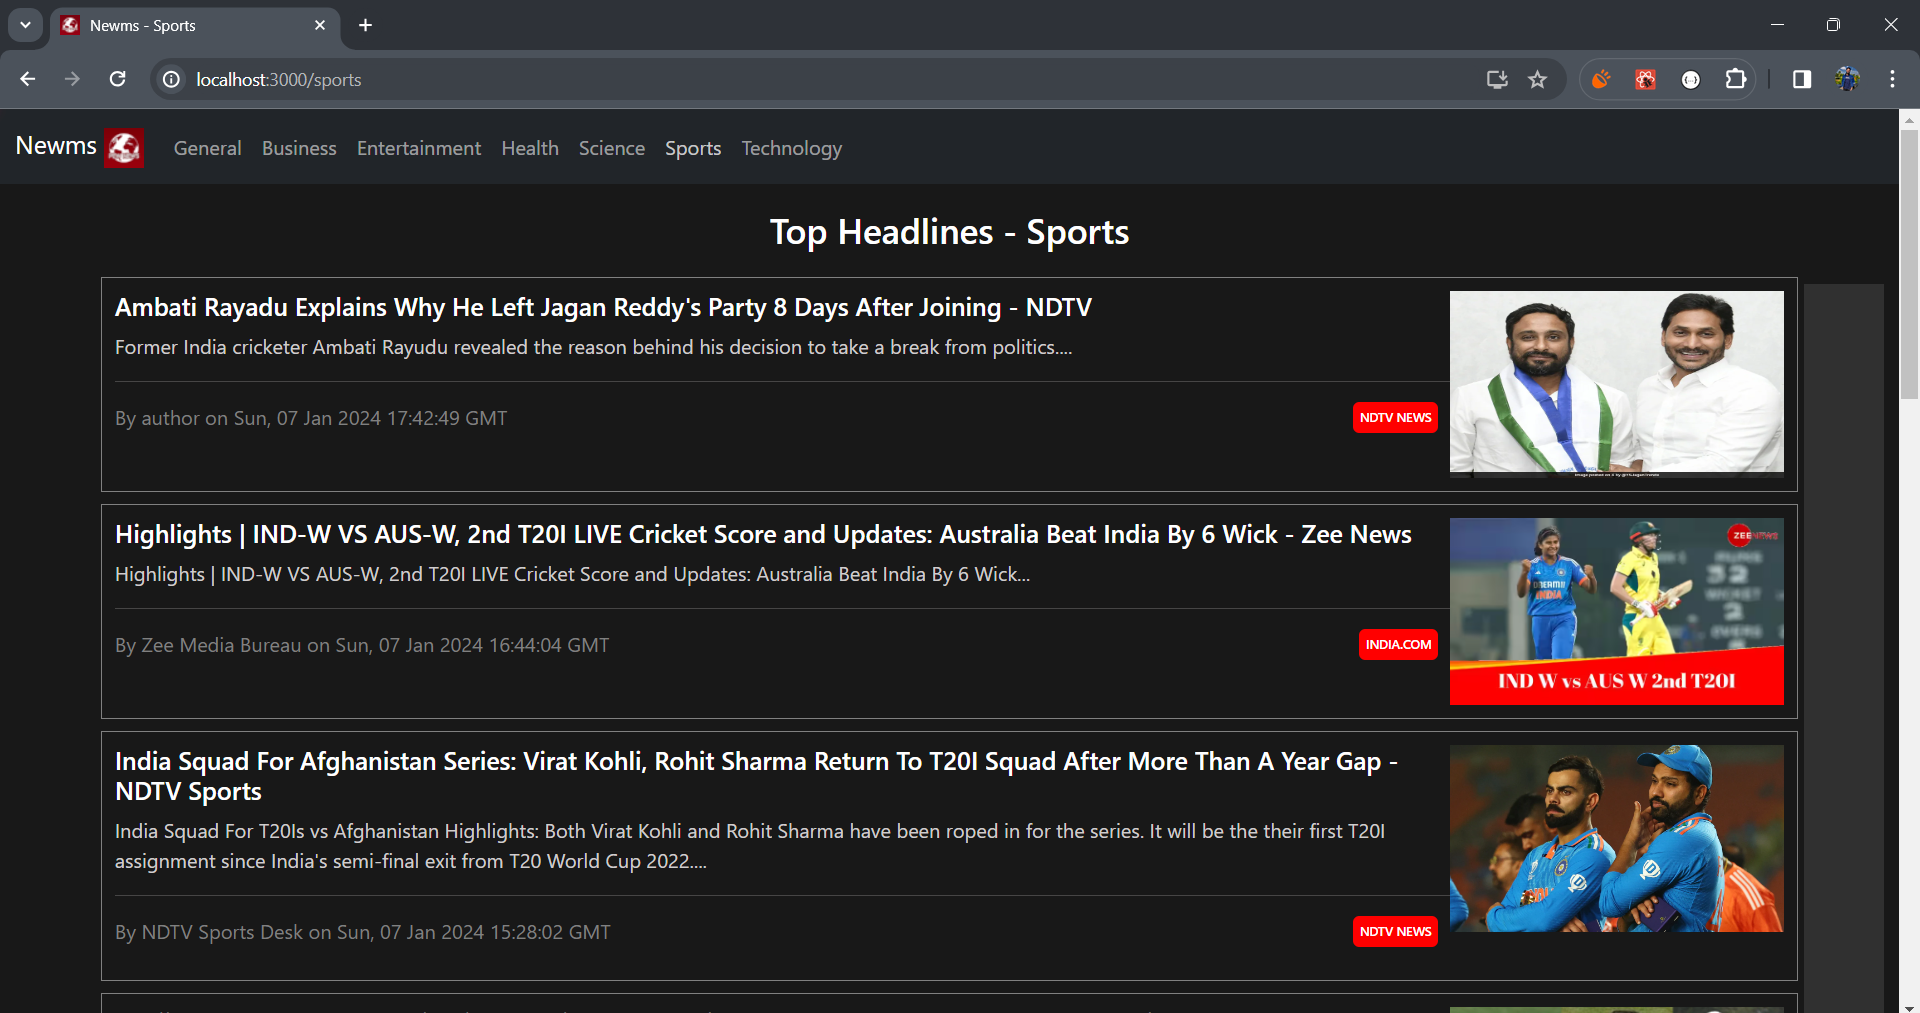 Newms - Sports
localhost:3000/sports
Newms
General Business Entertainment Health Science Sports Technology
Top Headlines - Sports
Ambati Rayadu Explains Why He Left Jagan Reddy's Party 8 Days After Joining - NDTV
Former India cricketer Ambati Rayudu revealed the reason behind his decision to take a break from politics....
By author on Sun, 07 Jan 2024 17:42:49 GMT
NDTV NEWS
Highlights | IND-W VS AUS-W, 2nd T20I LIVE Cricket Score and Updates: Australia Beat India By 6 Wick - Zee News
Highlights | IND-W VS AUS-W, 2nd T20I LIVE Cricket Score and Updates: Australia Beat India By 6 Wick...
By Zee Media Bureau on Sun, 07 Jan 2024 16:44:04 GMT
INDIA.COM
ZEE NEWS
DREAM11
INDIA
32
2
IND W vs AUS W 2nd T20I
India Squad For Afghanistan Series: Virat Kohli, Rohit Sharma Return To T20I Squad After More Than A Year Gap -
NDTV Sports
India Squad For T20Is vs Afghanistan Highlights: Both Virat Kohli and Rohit Sharma have been roped in for the series. It will be the their first T20I
assignment since India's semi-final exit from T20 World Cup 2022....
By NDTV Sports Desk on Sun, 07 Jan 2024 15:28:02 GMT
NDTV NEWS